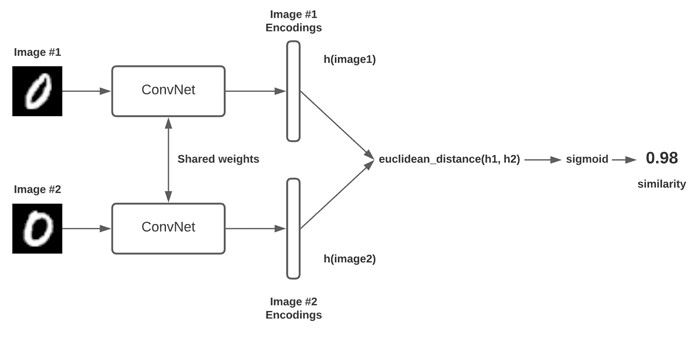 Image #1
Encodings
Image #1
h(image1)
ConvNet
Shared weights
euclidean_distance(h1, h2)
sigmoid
0.98
similarity
Image #2
ConvNet
h(image2)
Image #2
Encodings